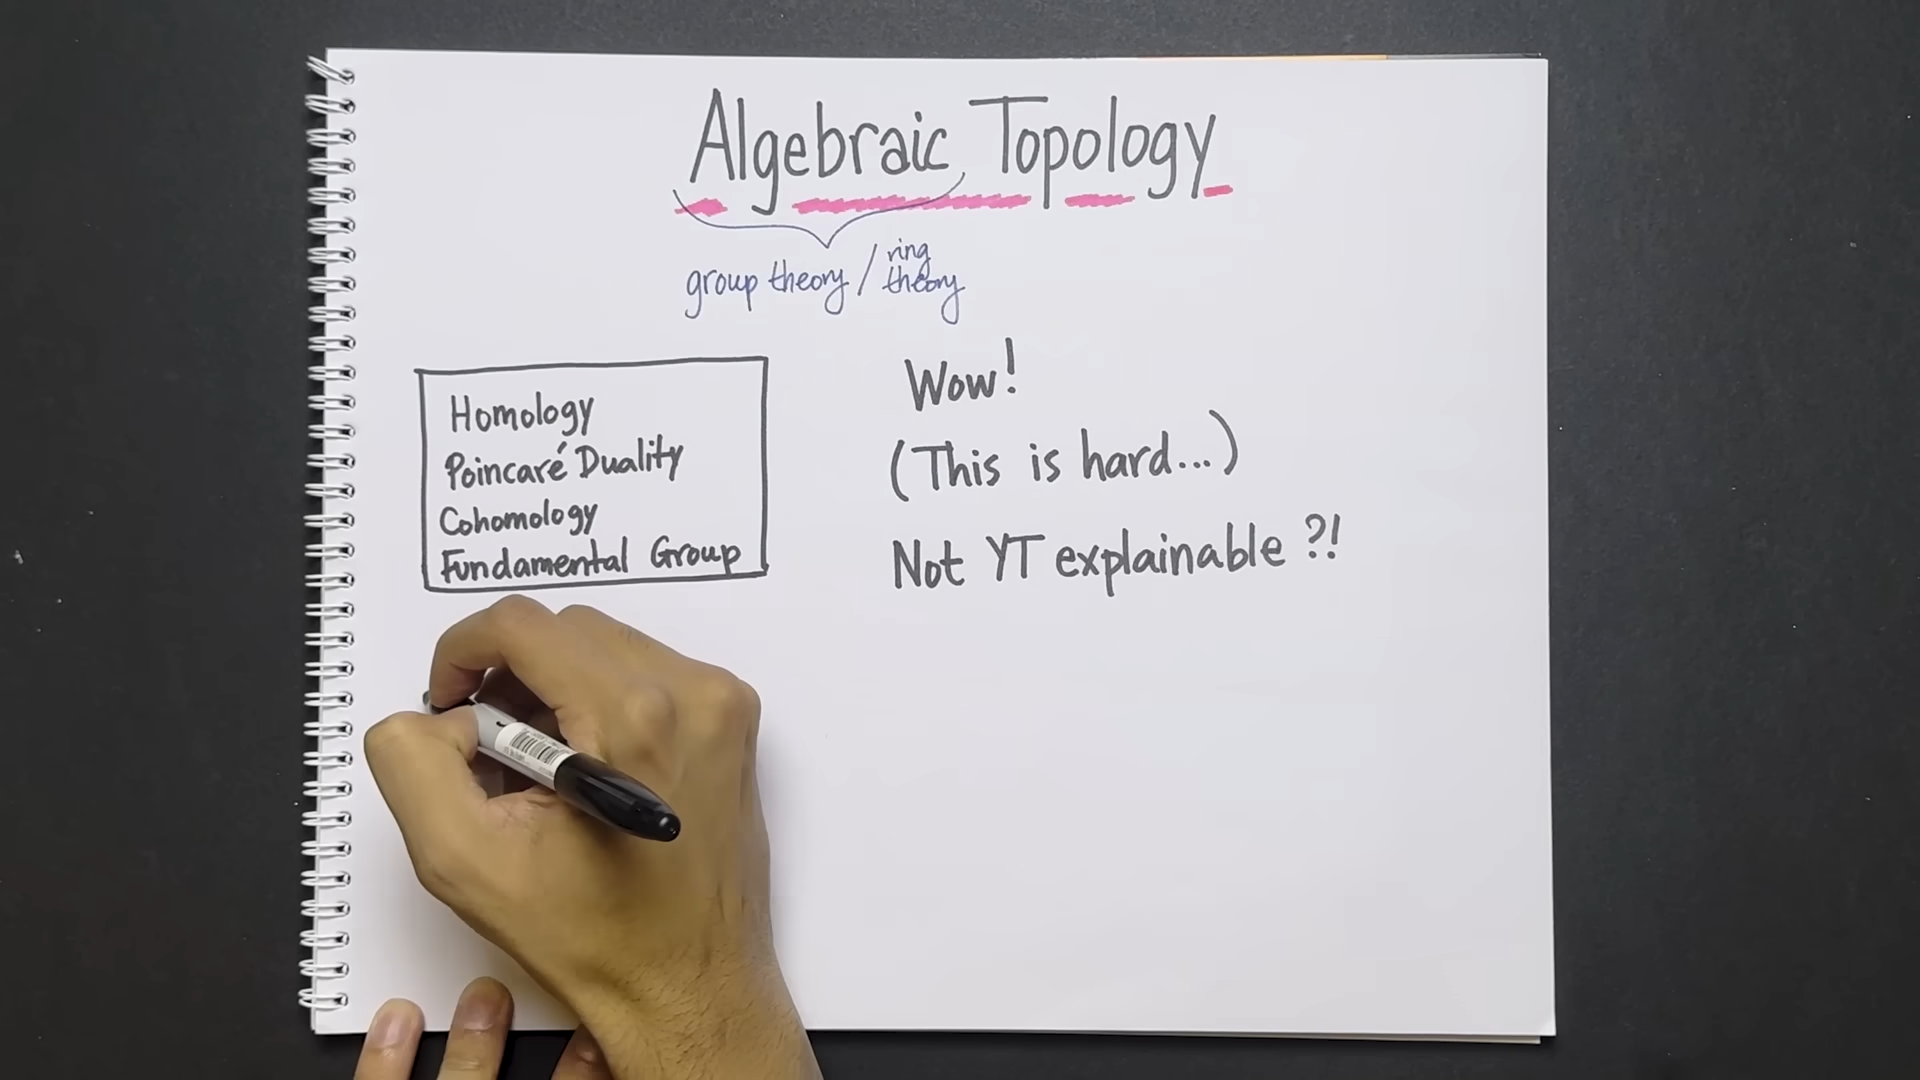 Algebraic Topology
group theory / ring theory
Homology
Poincaré Duality
Cohomology
Fundamental Group
Wow!
(This is hard...)
Not YT explainable ?!